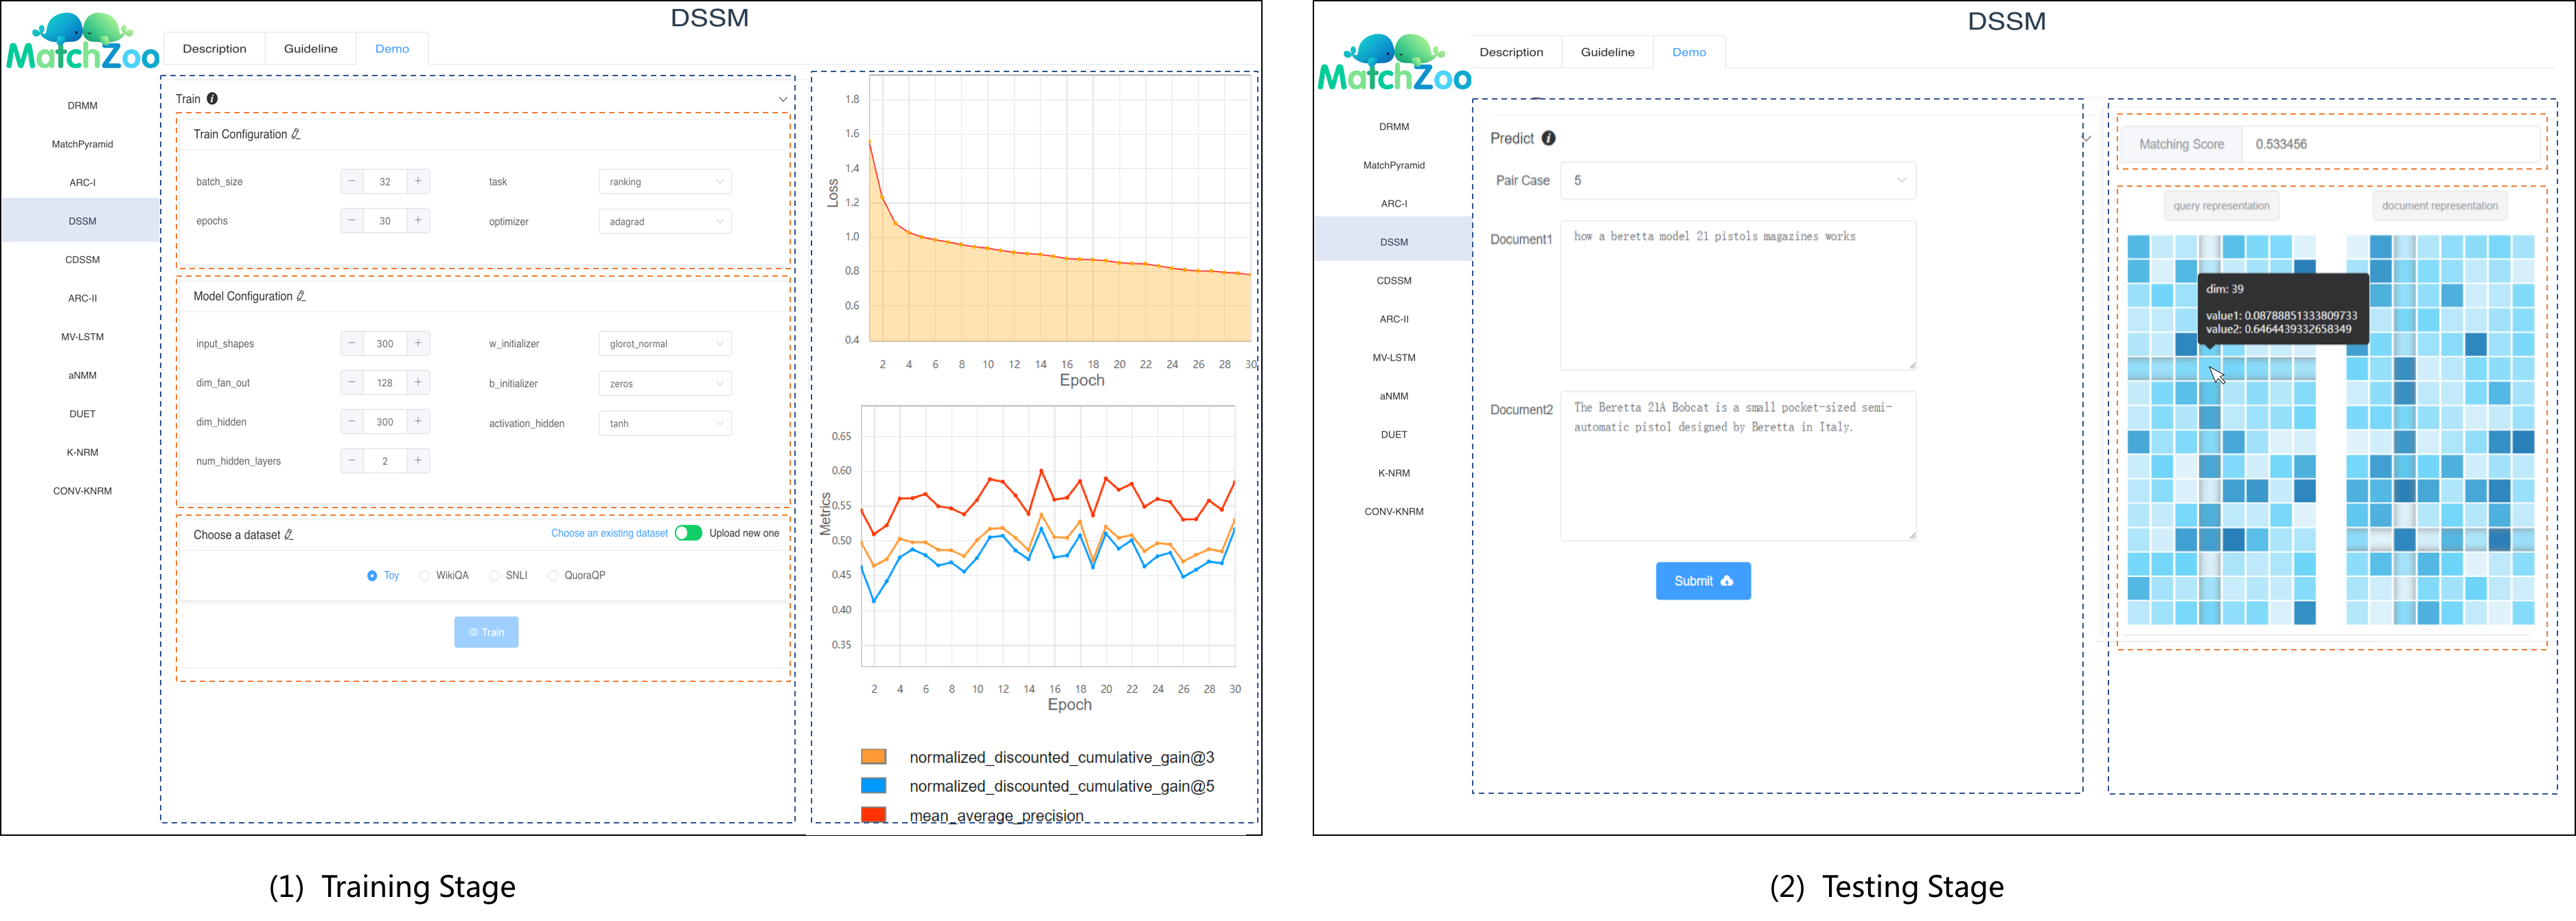 DSSM
MatchZoo
Description
Guideline
Demo
DRMM
MatchPyramid
ARC-I
DSSM
CDSSM
ARC-II
MV-LSTM
aNMM
DUET
K-NRM
CONV-KNRM
Train
Train Configuration
batch_size
− 32 +
task
ranking
epochs
− 30 +
optimizer
adagrad
Model Configuration
input_shapes
− 300 +
w_initializer
glorot_normal
dim_fan_out
− 128 +
b_initializer
zeros
dim_hidden
− 300 +
activation_hidden
tanh
num_hidden_layers
− 2 +
Choose a dataset
Choose an existing dataset
Upload new one
Toy
WikiQA
SNLI
QuoraQP
Train
Loss
1.8
1.6
1.4
1.2
1.0
0.8
0.6
0.4
2 4 6 8 10 12 14 16 18 20 22 24 26 28 30
Epoch
Metrics
0.65
0.60
0.55
0.50
0.45
0.40
0.35
2 4 6 8 10 12 14 16 18 20 22 24 26 28 30
Epoch
normalized_discounted_cumulative_gain@3
normalized_discounted_cumulative_gain@5
mean_average_precision
(1) Training Stage
DSSM
MatchZoo
Description
Guideline
Demo
DRMM
MatchPyramid
ARC-I
DSSM
CDSSM
ARC-II
MV-LSTM
aNMM
DUET
K-NRM
CONV-KNRM
Predict
Pair Case
5
Document1
how a beretta model 21 pistols magazines works
Document2
The Beretta 21A Bobcat is a small pocket-sized semi-
automatic pistol designed by Beretta in Italy.
Submit
Matching Score
0.533456
query representation
document representation
dim: 39
value1: 0.08788851333809733
value2: 0.6464439332658349
(2) Testing Stage